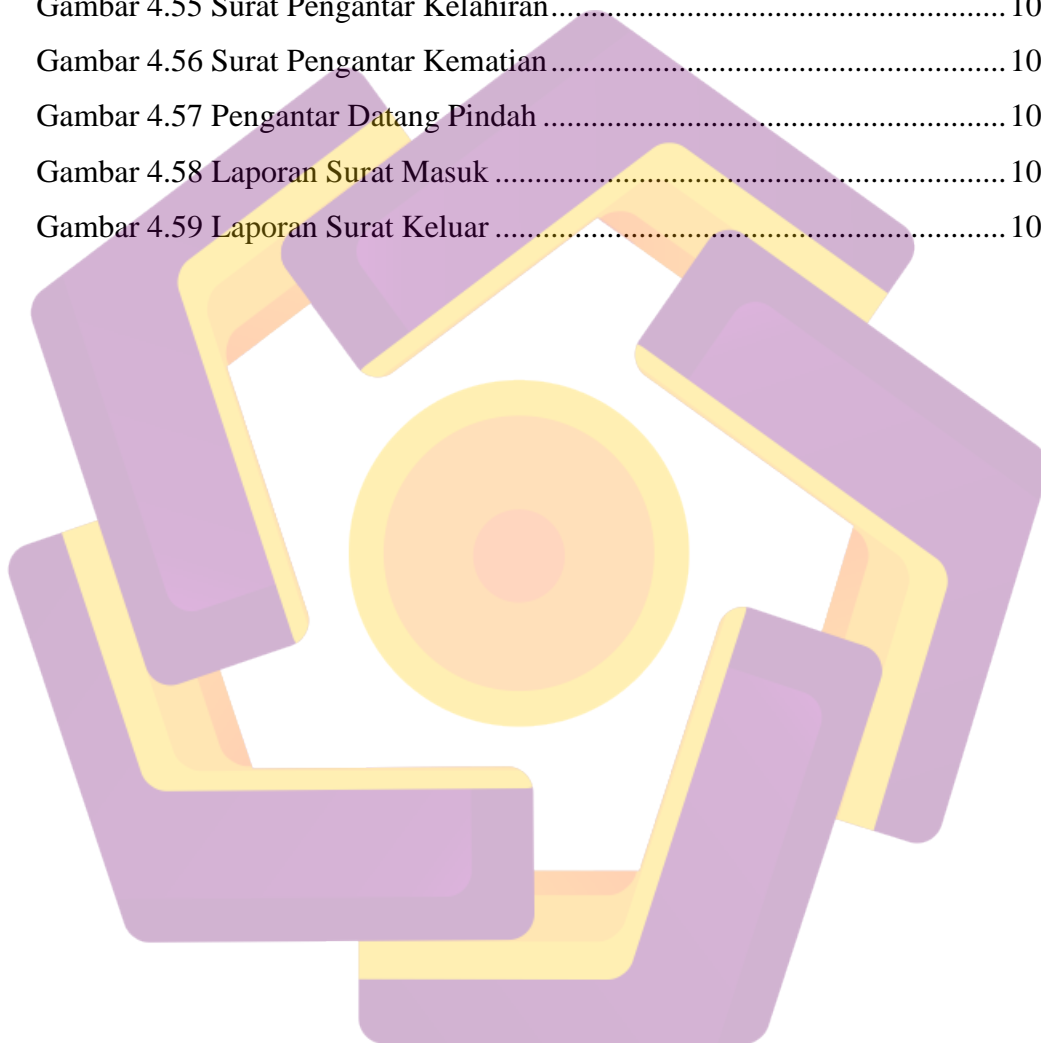 Gambar 4.55 Surat Pengantar Kelahiran.......................................................... 10
Gambar 4.56 Surat Pengantar Kematian.......................................................... 10
Gambar 4.57 Pengantar Datang Pindah ........................................................... 10
Gambar 4.58 Laporan Surat Masuk ................................................................. 10
Gambar 4.59 Laporan Surat Keluar ................................................................. 10